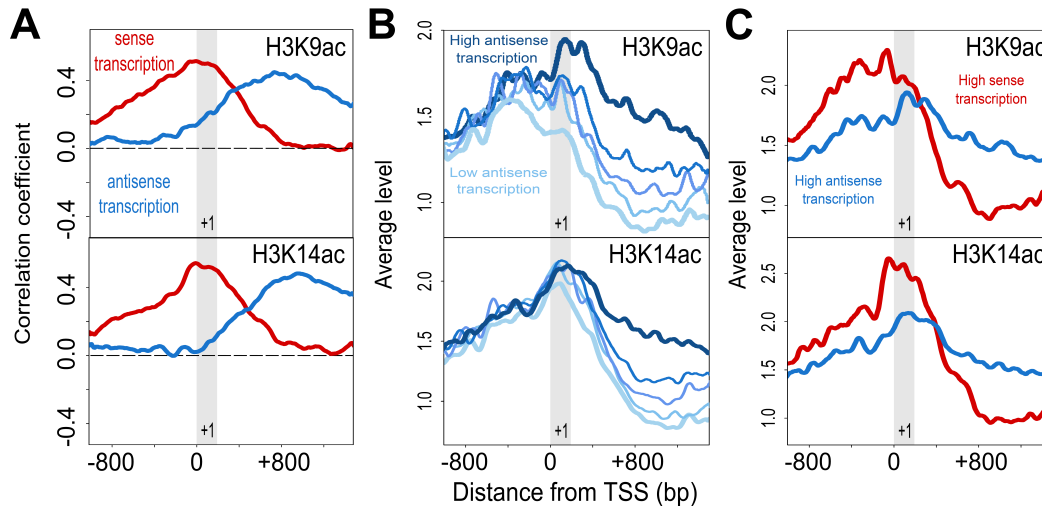 A
sense
transcription
H3K9ac
0.4
0.0
-0.4
antisense
transcription
+1
H3K14ac
0.4
0.0
-0.4
+1
-800
0
+800
Correlation coefficient
B
2.0
1.5
1.0
High antisense
transcription
H3K9ac
Low antisense
transcription
+1
H3K14ac
2.0
1.5
1.0
+1
-800
0
+800
Average level
Distance from TSS (bp)
C
H3K9ac
2.0
1.5
1.0
High sense
transcription
High antisense
transcription
+1
H3K14ac
2.5
2.0
1.5
1.0
+1
-800
0
+800
Average level